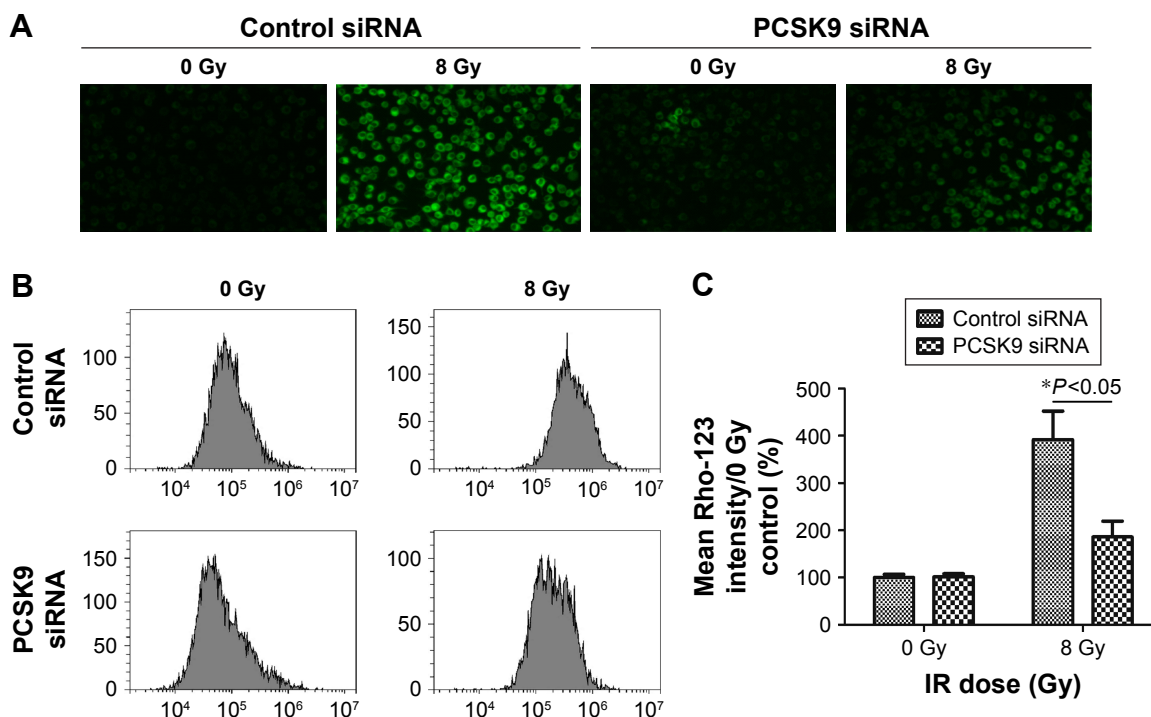 A
Control siRNA PCSK9 siRNA
0 Gy 8 Gy 0 Gy 8 Gy
B
0 Gy 8 Gy
Control
siRNA
100
50
0
10⁴ 10⁵ 10⁶ 10⁷
150
100
50
0
10⁴ 10⁵ 10⁶ 10⁷
PCSK9
siRNA
150
100
50
0
10⁴ 10⁵ 10⁶ 10⁷
100
50
0
10⁴ 10⁵ 10⁶ 10⁷
C
Control siRNA
PCSK9 siRNA
*P<0.05
Mean Rho-123
intensity/0 Gy
control (%)
500
400
300
200
100
0
0 Gy 8 Gy
IR dose (Gy)